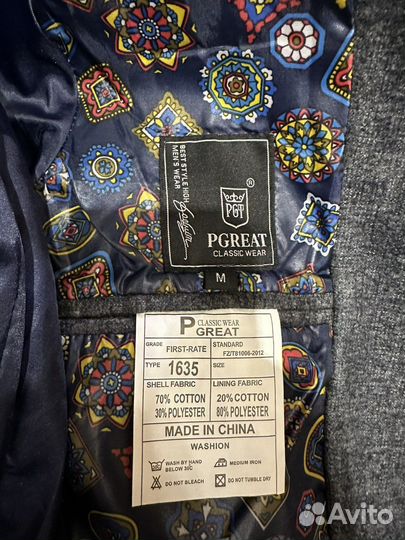 BEST STYLE HIGH
MEN'S WEAR
®
PGT
PGREAT
CLASSIC WEAR
M
P CLASSIC WEAR
GREAT
GRADE FIRST-RATE STANDARD FZ/T81006-2012
TYPE 1635 SIZE
SHELL FABRIC LINING FABRIC
70% COTTON 20% COTTON
30% POLYESTER 80% POLYESTER
MADE IN CHINA
WASHION
WASH BY HAND BELOW 30C MEDIUM IRON
DO NOT BLEACH DO NOT TUMBLE DRY
Avito